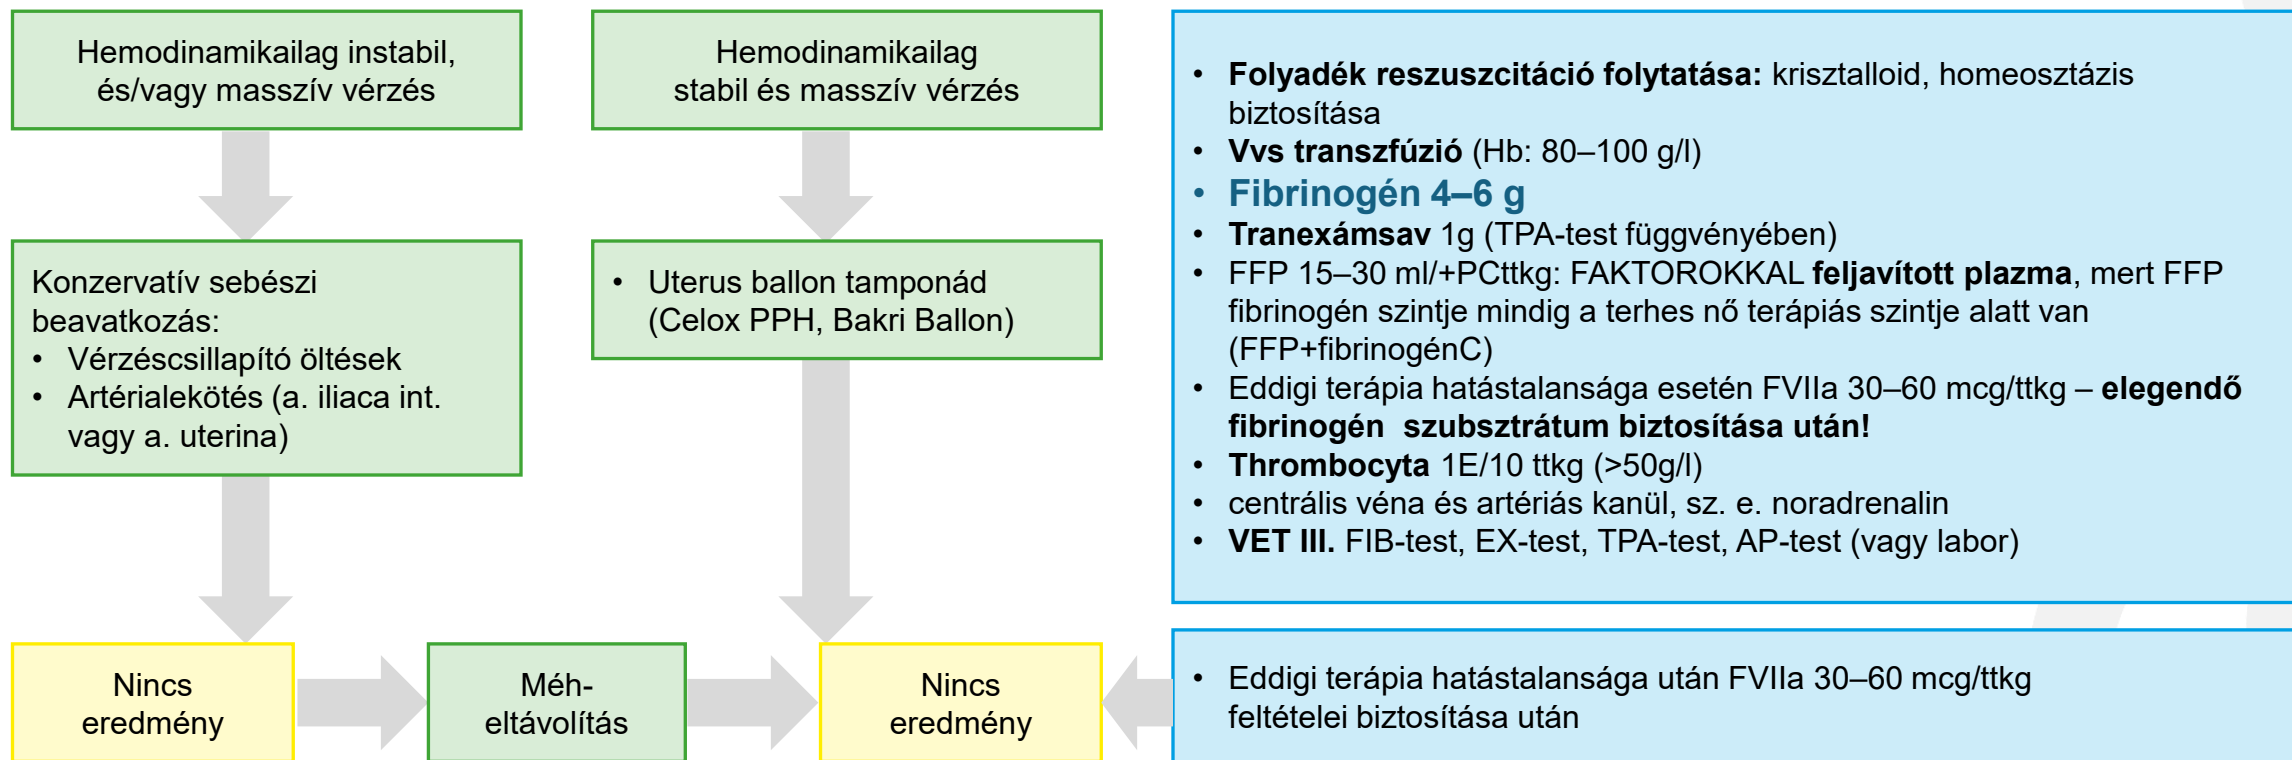 Hemodinamikailag instabil,
és/vagy masszív vérzés
Hemodinamikailag
stabil és masszív vérzés
Konzervatív sebészi
beavatkozás:
• Vérzéscsillapító öltések
• Artérialekötés (a. iliaca int.
vagy a. uterina)
• Uterus ballon tamponád
(Celox PPH, Bakri Ballon)
• Folyadék reszuszcitáció folytatása: krisztalloid, homeosztázis
biztosítása
• Vvs transzfúzió (Hb: 80–100 g/l)
• Fibrinogén 4–6 g
• Tranexámsav 1g (TPA-test függvényében)
• FFP 15–30 ml/+PCttkg: FAKTOROKKAL feljavított plazma, mert FFP
fibrinogén szintje mindig a terhes nő terápiás szintje alatt van
(FFP+fibrinogénC)
• Eddigi terápia hatástalansága esetén FVIIa 30–60 mcg/ttkg – elegendő
fibrinogén szubsztrátum biztosítása után!
• Thrombocyta 1E/10 ttkg (>50g/l)
• centrális véna és artériás kanül, sz. e. noradrenalin
• VET III. FIB-test, EX-test, TPA-test, AP-test (vagy labor)
Nincs
eredmény
Méh-
eltávolítás
Nincs
eredmény
• Eddigi terápia hatástalansága után FVIIa 30–60 mcg/ttkg
feltételei biztosítása után